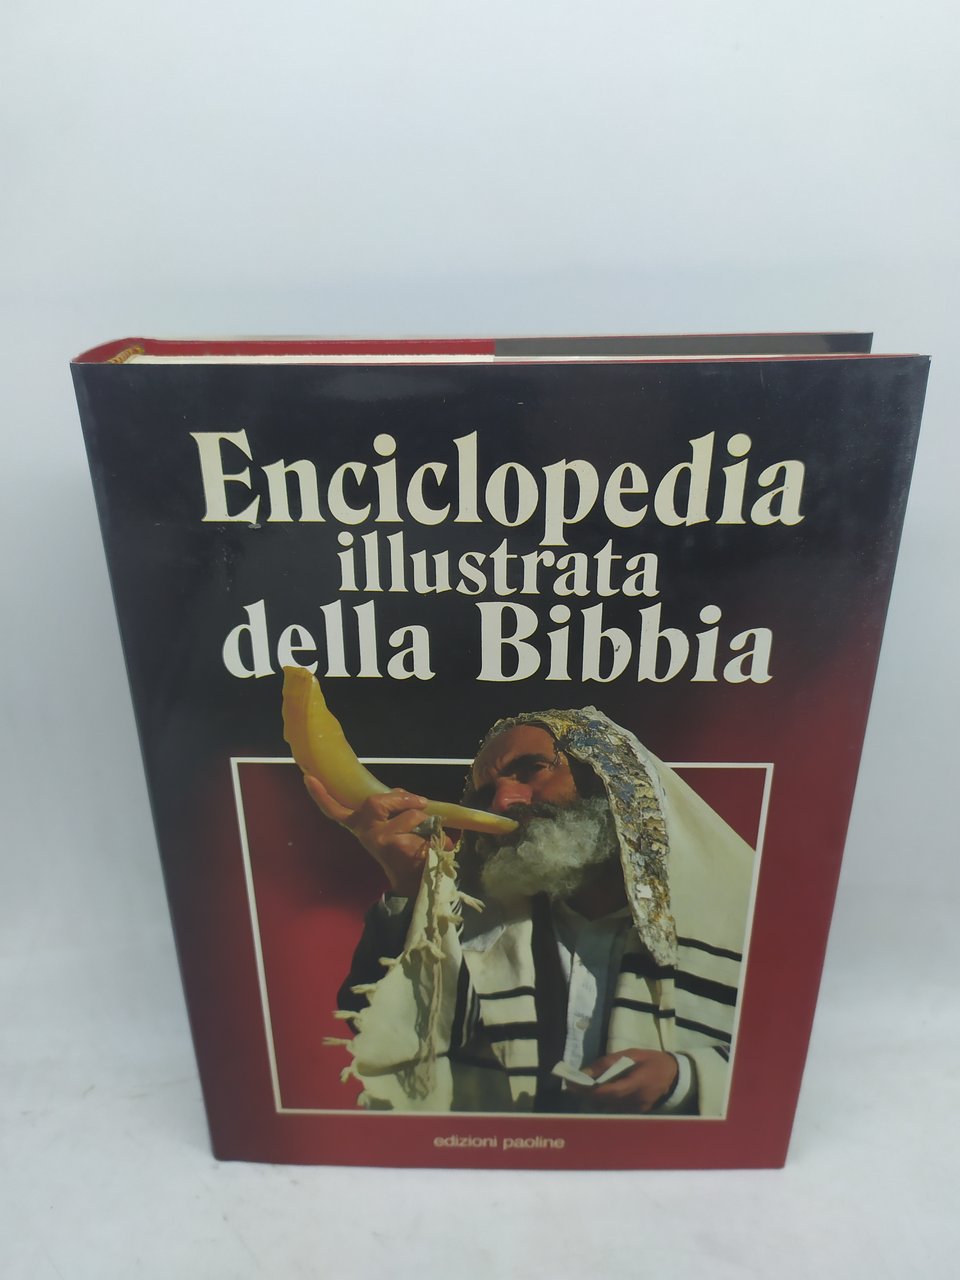 Enciclopedia
illustrata
della Bibbia
edizioni paoline